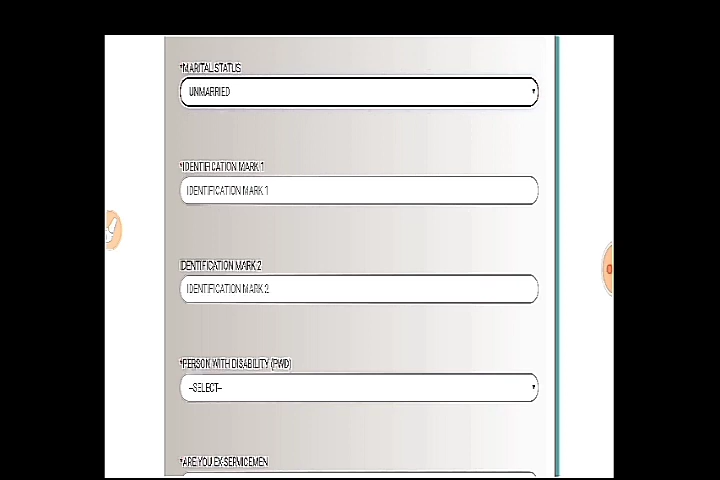 *MARITAL STATUS
UNMARRIED
*IDENTIFICATION MARK 1
IDENTIFICATION MARK 1
IDENTIFICATION MARK 2
IDENTIFICATION MARK 2
*PERSON WITH DISABILITY (PWD)
--SELECT--
*ARE YOU EX-SERVICEMEN